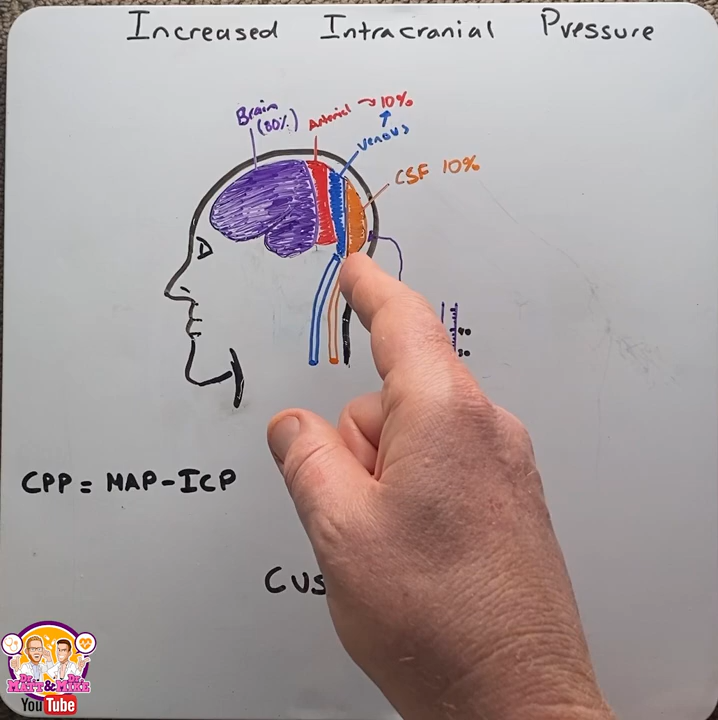 Increased Intracranial Pressure
Brain
(80%)
Arterial → 10%
Venous
CSF 10%
CPP = MAP-ICP
Cus
Dr. Dr.
MATT & MIKE
YouTube